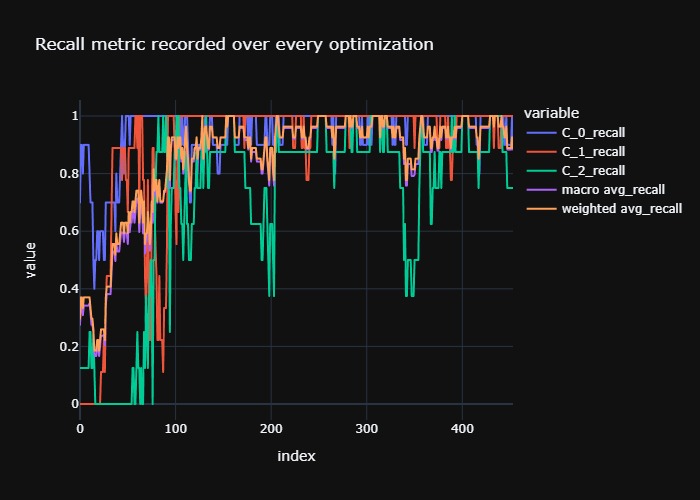 Recall metric recorded over every optimization
variable
C_0_recall
C_1_recall
C_2_recall
macro avg_recall
weighted avg_recall
value
1
0.8
0.6
0.4
0.2
0
0 100 200 300 400
index